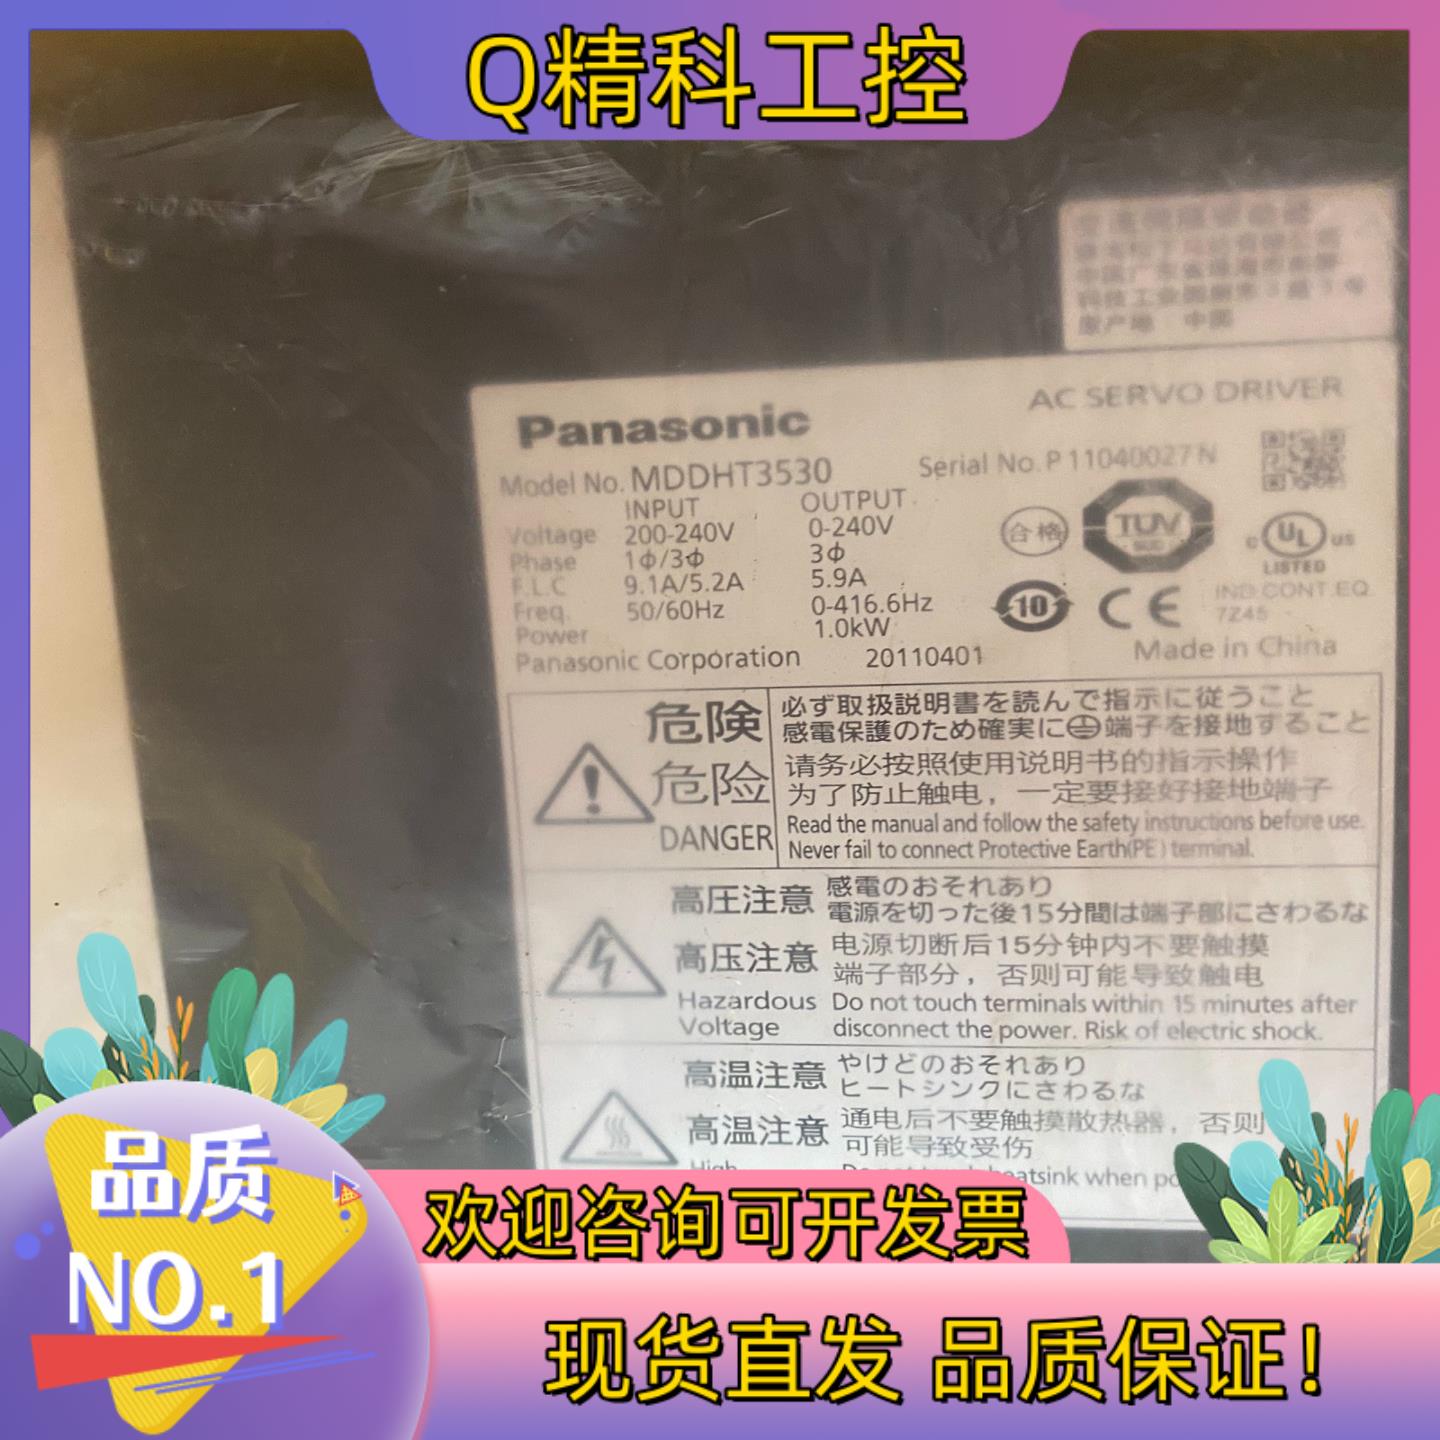 Q精科工控
原产地 中国
AC SERVO DRIVER
Panasonic
Model No. MDDHT3530
Serial No. P 11040027 N
INPUT OUTPUT
Voltage 200-240V 0-240V
Phase 1Φ/3Φ 3Φ
F.L.C 9.1A/5.2A 5.9A
Freq. 50/60Hz 0-416.6Hz
Power 1.0kW
Panasonic Corporation 20110401
合格
TÜV
SÜD
C UL US
LISTED
IND.CONT.EQ.
7Z45
10
CE
Made in China
危険
必ず取扱説明書を読んで指示に従うこと
感電保護のため確実に端子を接地すること
危险
请务必按照使用说明书的指示操作
为了防止触电，一定要接好接地端子
DANGER
Read the manual and follow the safety instructions before use.
Never fail to connect Protective Earth(PE) terminal.
高圧注意
感電のおそれあり
電源を切った後15分間は端子部にさわるな
高压注意
电源切断后15分钟内不要触摸
端子部分，否则可能导致触电
Hazardous
Voltage
Do not touch terminals within 15 minutes after
disconnect the power. Risk of electric shock.
高温注意
やけどのおそれあり
ヒートシンクにさわるな
高温注意
通电后不要触摸散热器，否则
可能导致受伤
High
heatsink when
品质
NO.1
欢迎咨询可开发票
现货直发 品质保证！